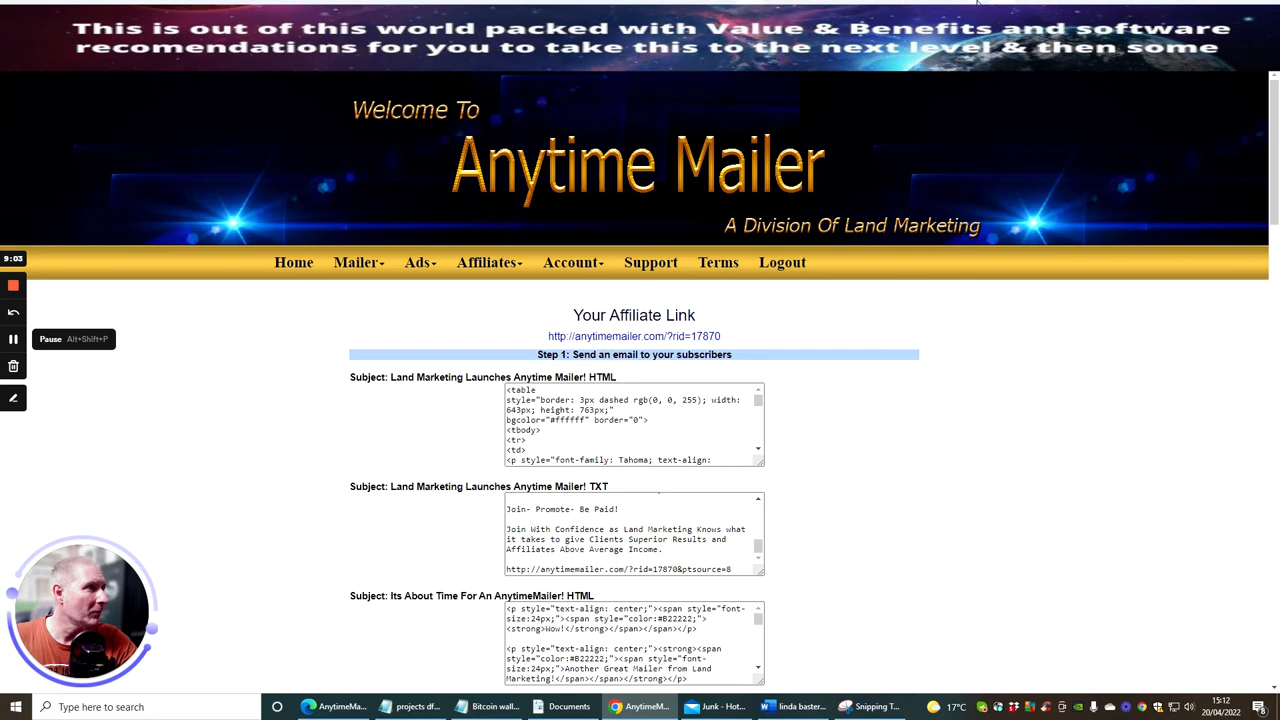 This is out of this world packed with Value & Benefits and software
recomendations for you to take this to the next level & then some
Welcome To
Anytime Mailer
A Division Of Land Marketing
9:03
Home Mailer Ads Affiliates Account Support Terms Logout
Your Affiliate Link
http://anytimemailer.com/?rid=17870
Pause Alt+Shift+P
Step 1: Send an email to your subscribers
Subject: Land Marketing Launches Anytime Mailer! HTML
<table
style="border: 3px dashed rgb(0, 0, 255); width:
643px; height: 763px;"
bgcolor="#ffffff" border="0">
<tbody>
<tr>
<td>
<p style="font-family: Tahoma; text-align:
Subject: Land Marketing Launches Anytime Mailer! TXT
Join- Promote- Be Paid!
Join With Confidence as Land Marketing Knows what
it takes to give Clients Superior Results and
Affiliates Above Average Income.
http://anytimemailer.com/?rid=17870&ptsource=8
Subject: Its About Time For An AnytimeMailer! HTML
<p style="text-align: center;"><span style="font-
size:24px;"><span style="color:#B22222;">
<strong>Wow!</strong></span></span></p>
<p style="text-align: center;"><strong><span
style="color:#B22222;"><span style="font-
size:24px;">Another Great Mailer from Land
Marketing!</span></span></strong></p>
Type here to search
AnytimeMa...
projects df...
Bitcoin wall...
Documents
AnytimeM...
Junk - Hot...
linda baster...
Snipping T...
17°C
15:12
20/04/2022